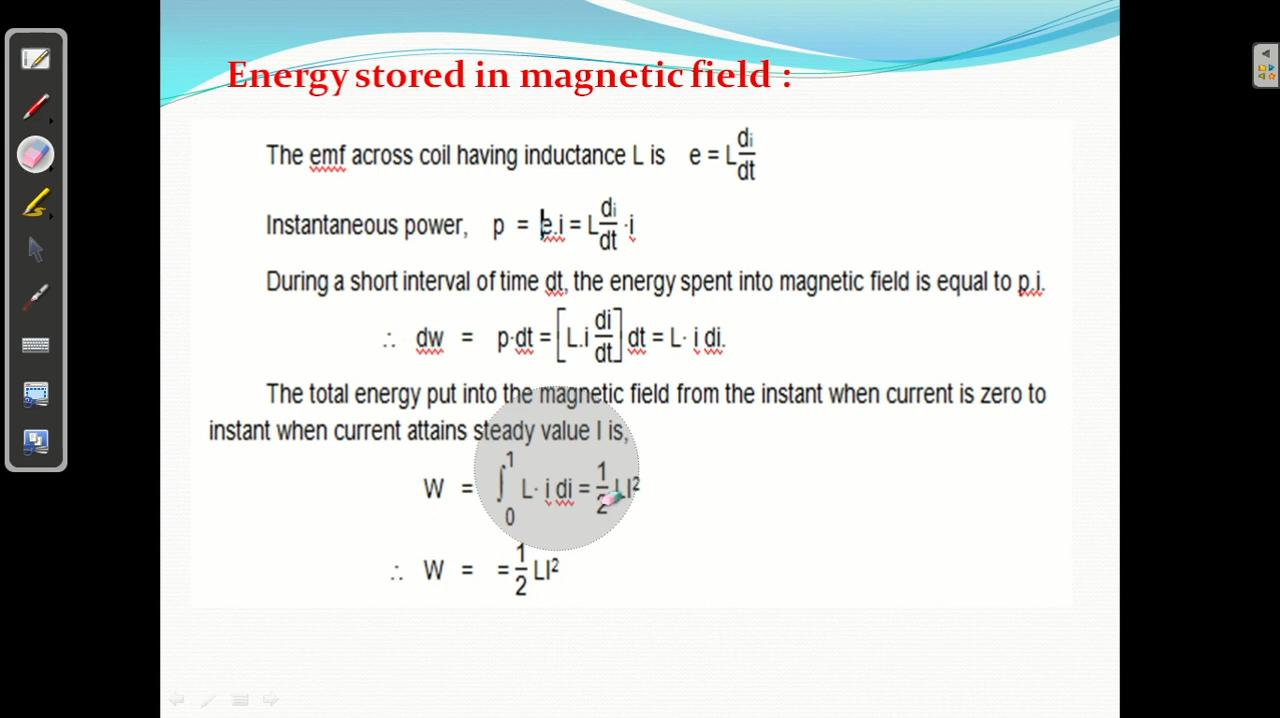 Energy stored in magnetic field :
The emf across coil having inductance L is e = L di/dt
Instantaneous power, p = e.i = L di/dt ·i
During a short interval of time dt, the energy spent into magnetic field is equal to p.i.
∴ dw = p·dt = [L.i di/dt] dt = L· i di.
The total energy put into the magnetic field from the instant when current is zero to
instant when current attains steady value I is,
W = ∫₀¹ L· i di = 1/2 LI²
∴ W = = 1/2 LI²